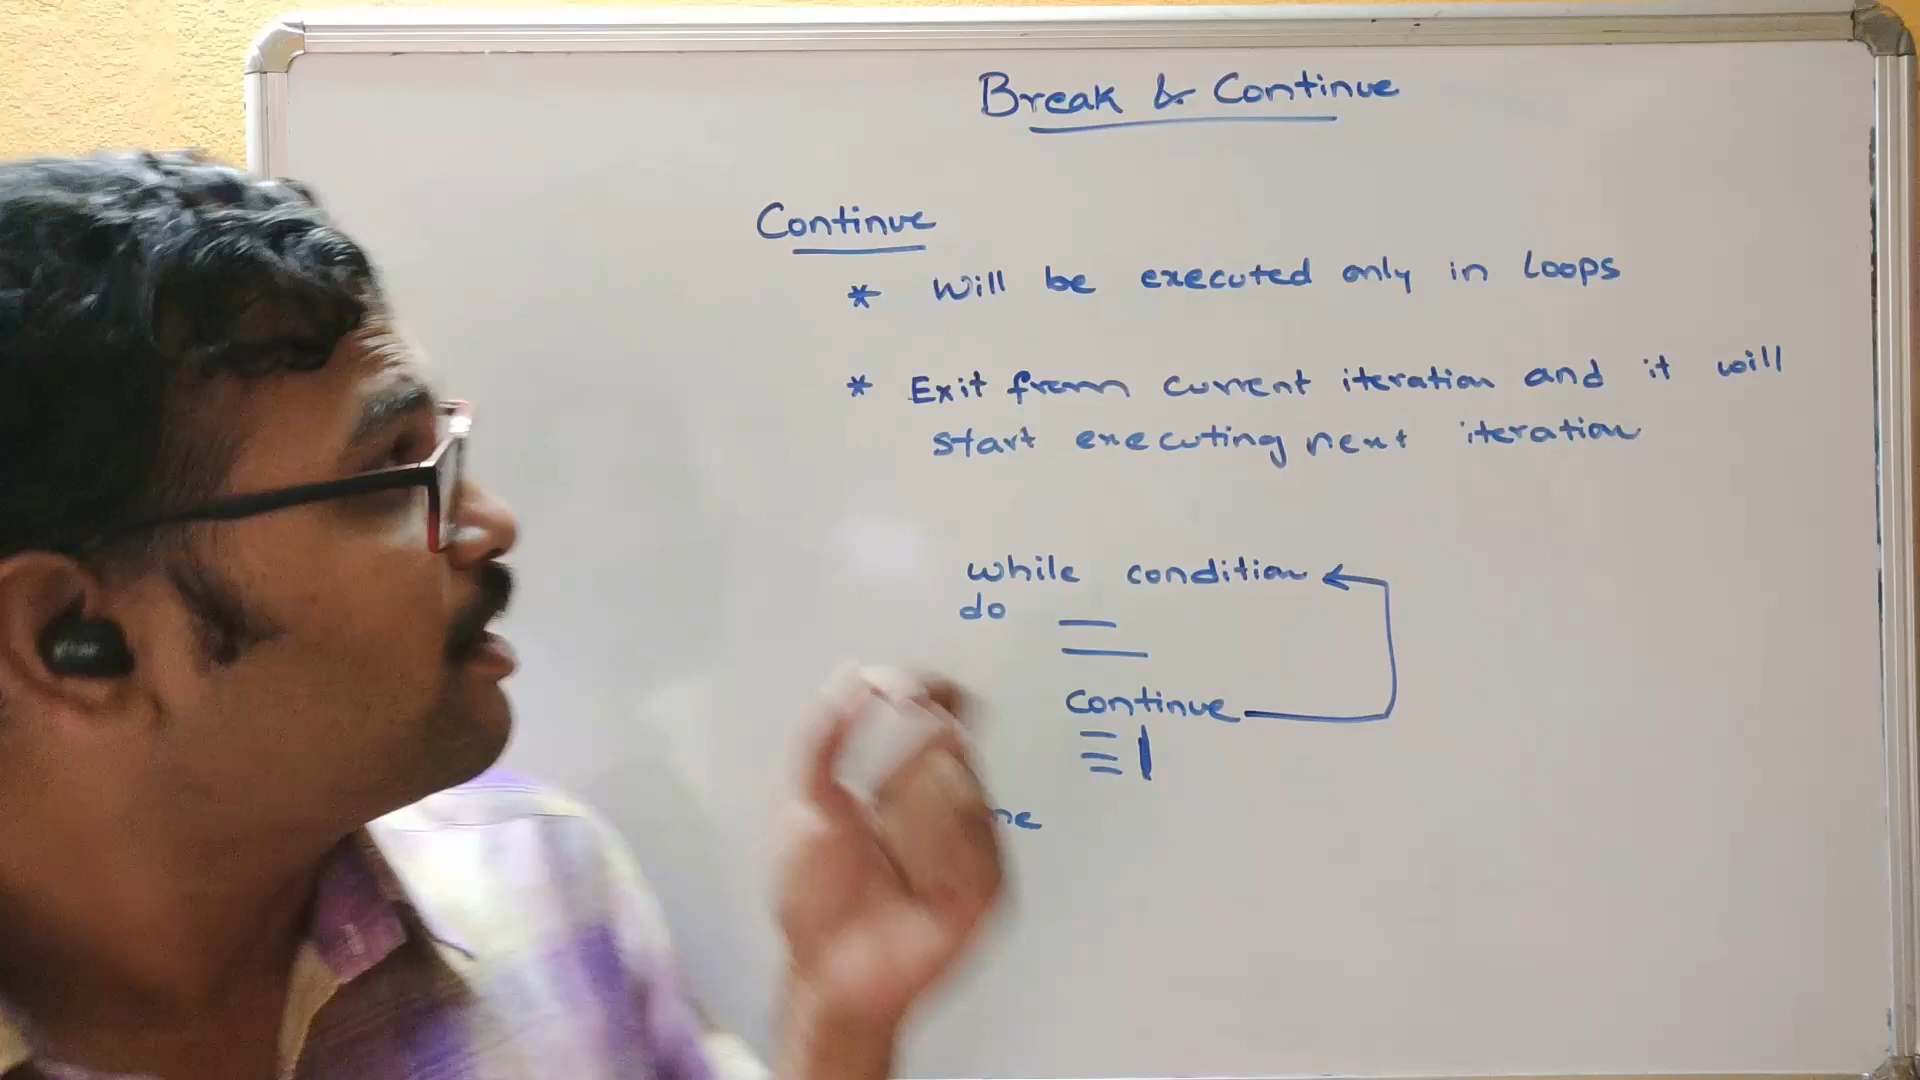 Break & Continue
Continue
* Will be executed only in Loops
* Exit from current iteration and it will
start executing next iteration
while condition
do
continue